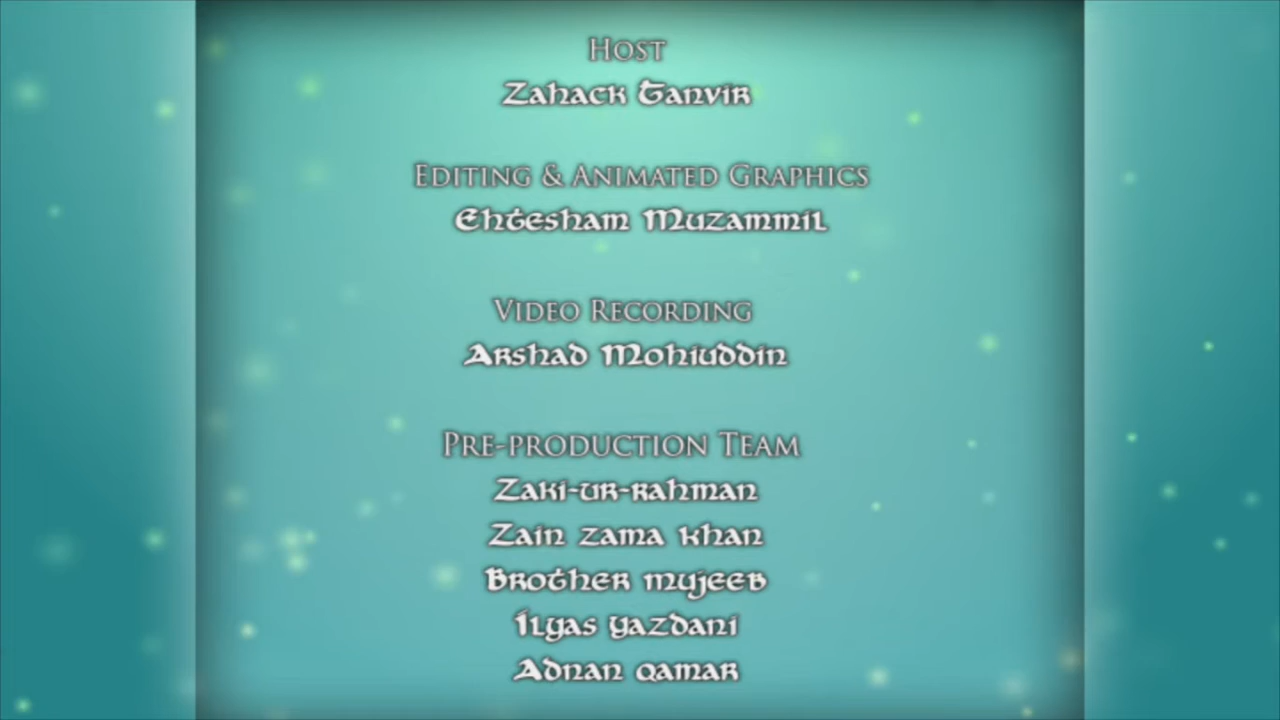 Host
Zahack Tanvir
Editing & Animated Graphics
Ehtesham Muzammil
Video Recording
Arshad Mohiuddin
Pre-production Team
Zaki-ur-rahman
Zain zama khan
Brother mujeeb
Ilyas yazdani
Adnan qamar